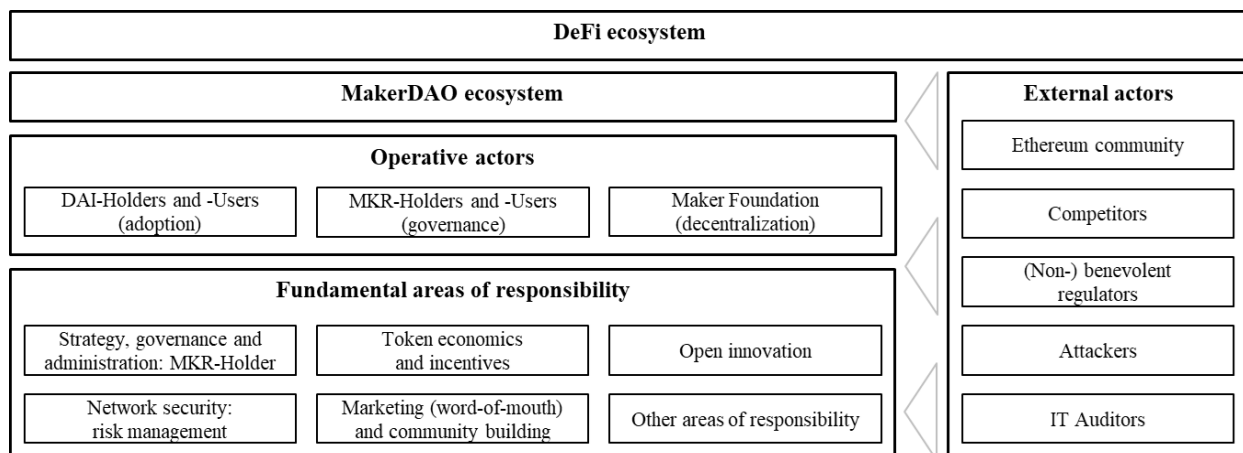 DeFi ecosystem
MakerDAO ecosystem
Operative actors
DAI-Holders and -Users
(adoption)
MKR-Holders and -Users
(governance)
Maker Foundation
(decentralization)
Fundamental areas of responsibility
Strategy, governance and
administration: MKR-Holder
Token economics
and incentives
Open innovation
Network security:
risk management
Marketing (word-of-mouth)
and community building
Other areas of responsibility
External actors
Ethereum community
Competitors
(Non-) benevolent
regulators
Attackers
IT Auditors